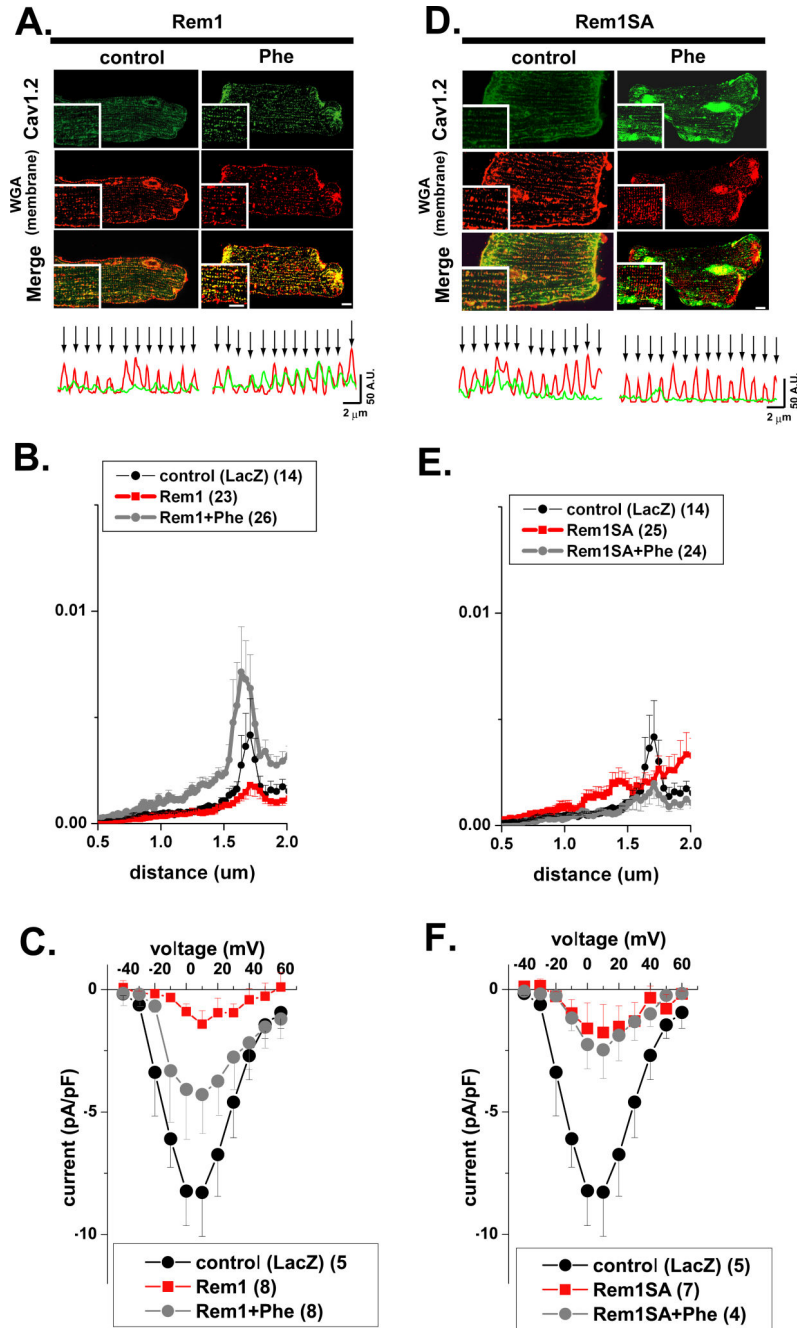 A.
Rem1
control
Phe
Cav1.2
WGA
(membrane)
Merge
50 A.U.
2 μm
B.
control (LacZ) (14)
Rem1 (23)
Rem1+Phe (26)
0.01
0.00
0.5
1.0
1.5
2.0
distance (um)
C.
voltage (mV)
-40
-20
0
20
40
60
0
-5
-10
current (pA/pF)
control (LacZ) (5
Rem1 (8)
Rem1+Phe (8)
D.
Rem1SA
control
Phe
Cav1.2
WGA
(membrane)
Merge
50 A.U.
2 μm
E.
control (LacZ) (14)
Rem1SA (25)
Rem1SA+Phe (24)
0.01
0.00
0.5
1.0
1.5
2.0
distance (um)
F.
voltage (mV)
-40
-20
0
20
40
60
0
-5
-10
current (pA/pF)
control (LacZ) (5)
Rem1SA (7)
Rem1SA+Phe (4)